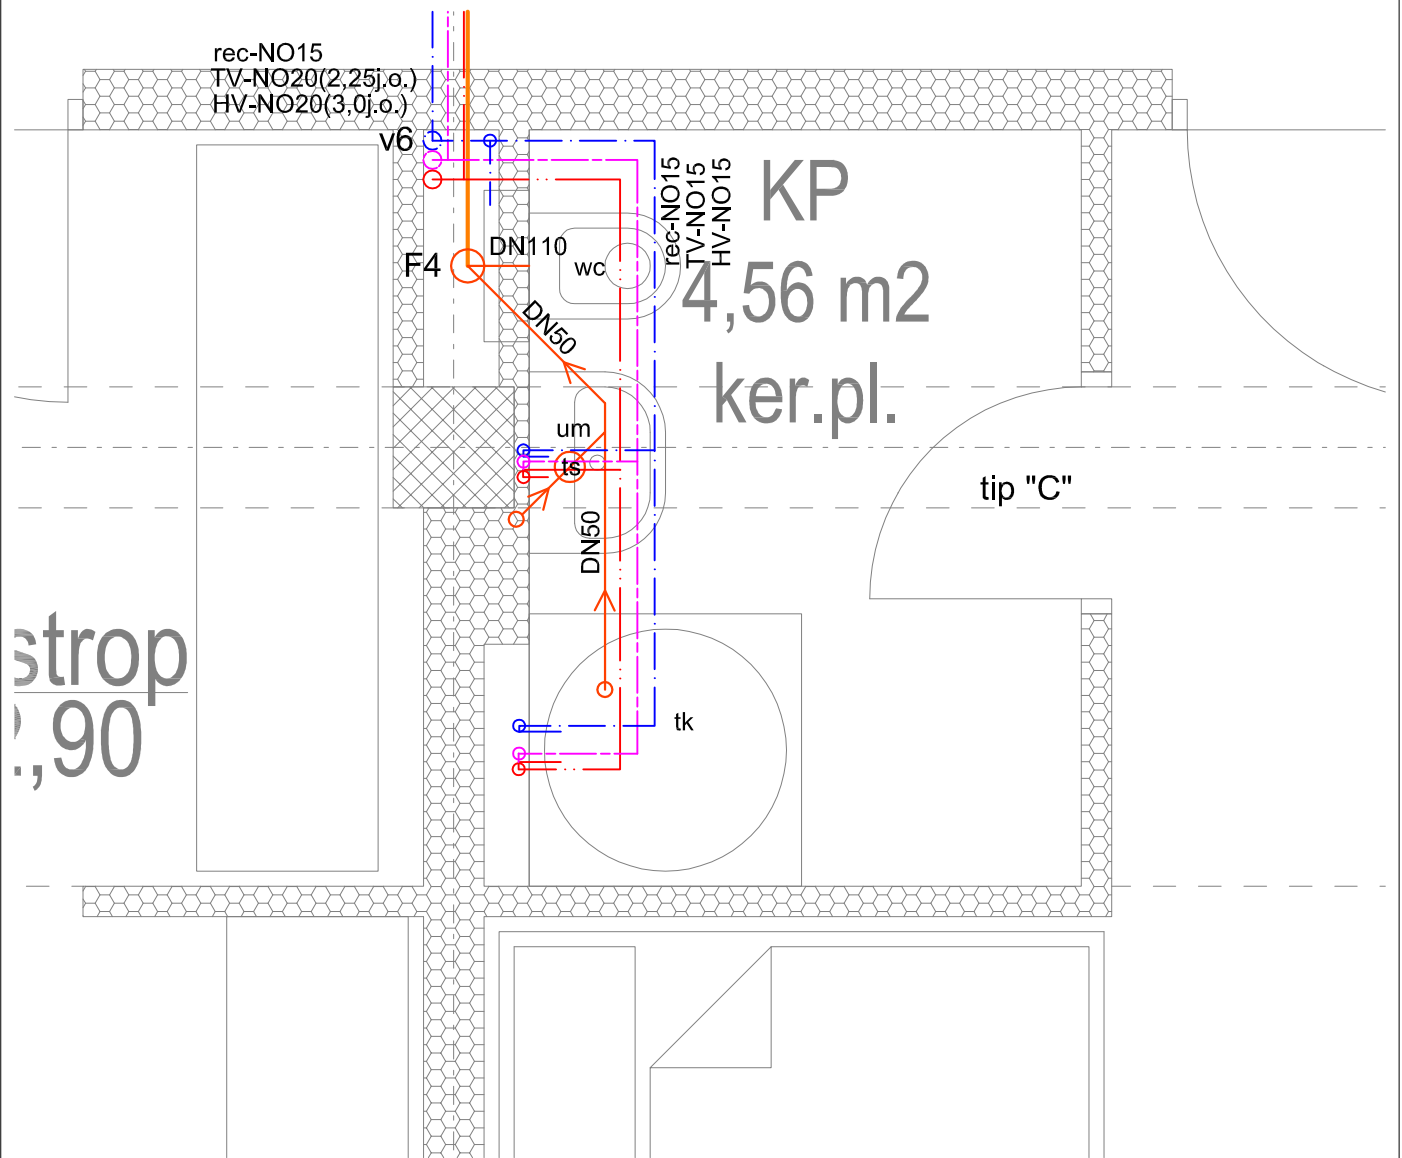 rec-NO15
TV-NO20(2,25j.o.)
HV-NO20(3,0j.o.)
v6
rec-NO15
TV-NO15
HV-NO15
KP
4,56 m2
ker.pl.
F4
DN110
wc
DN50
um
ts
DN50
tip "C"
strop
,90
tk